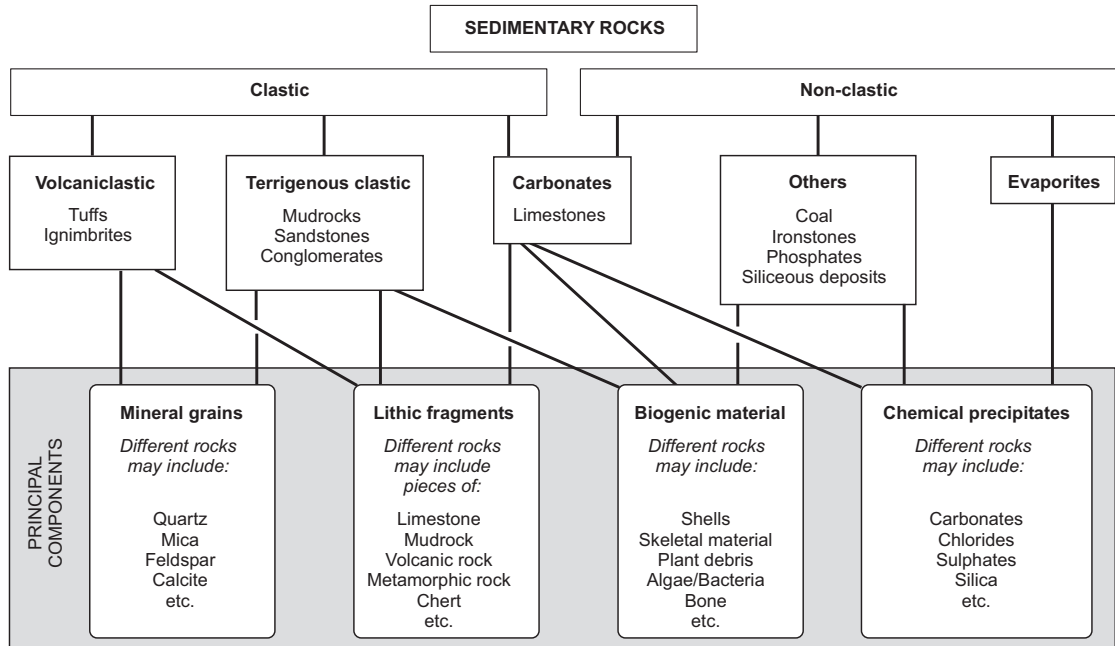 SEDIMENTARY ROCKS
Clastic
Non-clastic
Volcaniclastic
Tuffs
Ignimbrites
Terrigenous clastic
Mudrocks
Sandstones
Conglomerates
Carbonates
Limestones
Others
Coal
Ironstones
Phosphates
Siliceous deposits
Evaporites
PRINCIPAL
COMPONENTS
Mineral grains
Different rocks
may include:
Quartz
Mica
Feldspar
Calcite
etc.
Lithic fragments
Different rocks
may include
pieces of:
Limestone
Mudrock
Volcanic rock
Metamorphic rock
Chert
etc.
Biogenic material
Different rocks
may include:
Shells
Skeletal material
Plant debris
Algae/Bacteria
Bone
etc.
Chemical precipitates
Different rocks
may include:
Carbonates
Chlorides
Sulphates
Silica
etc.